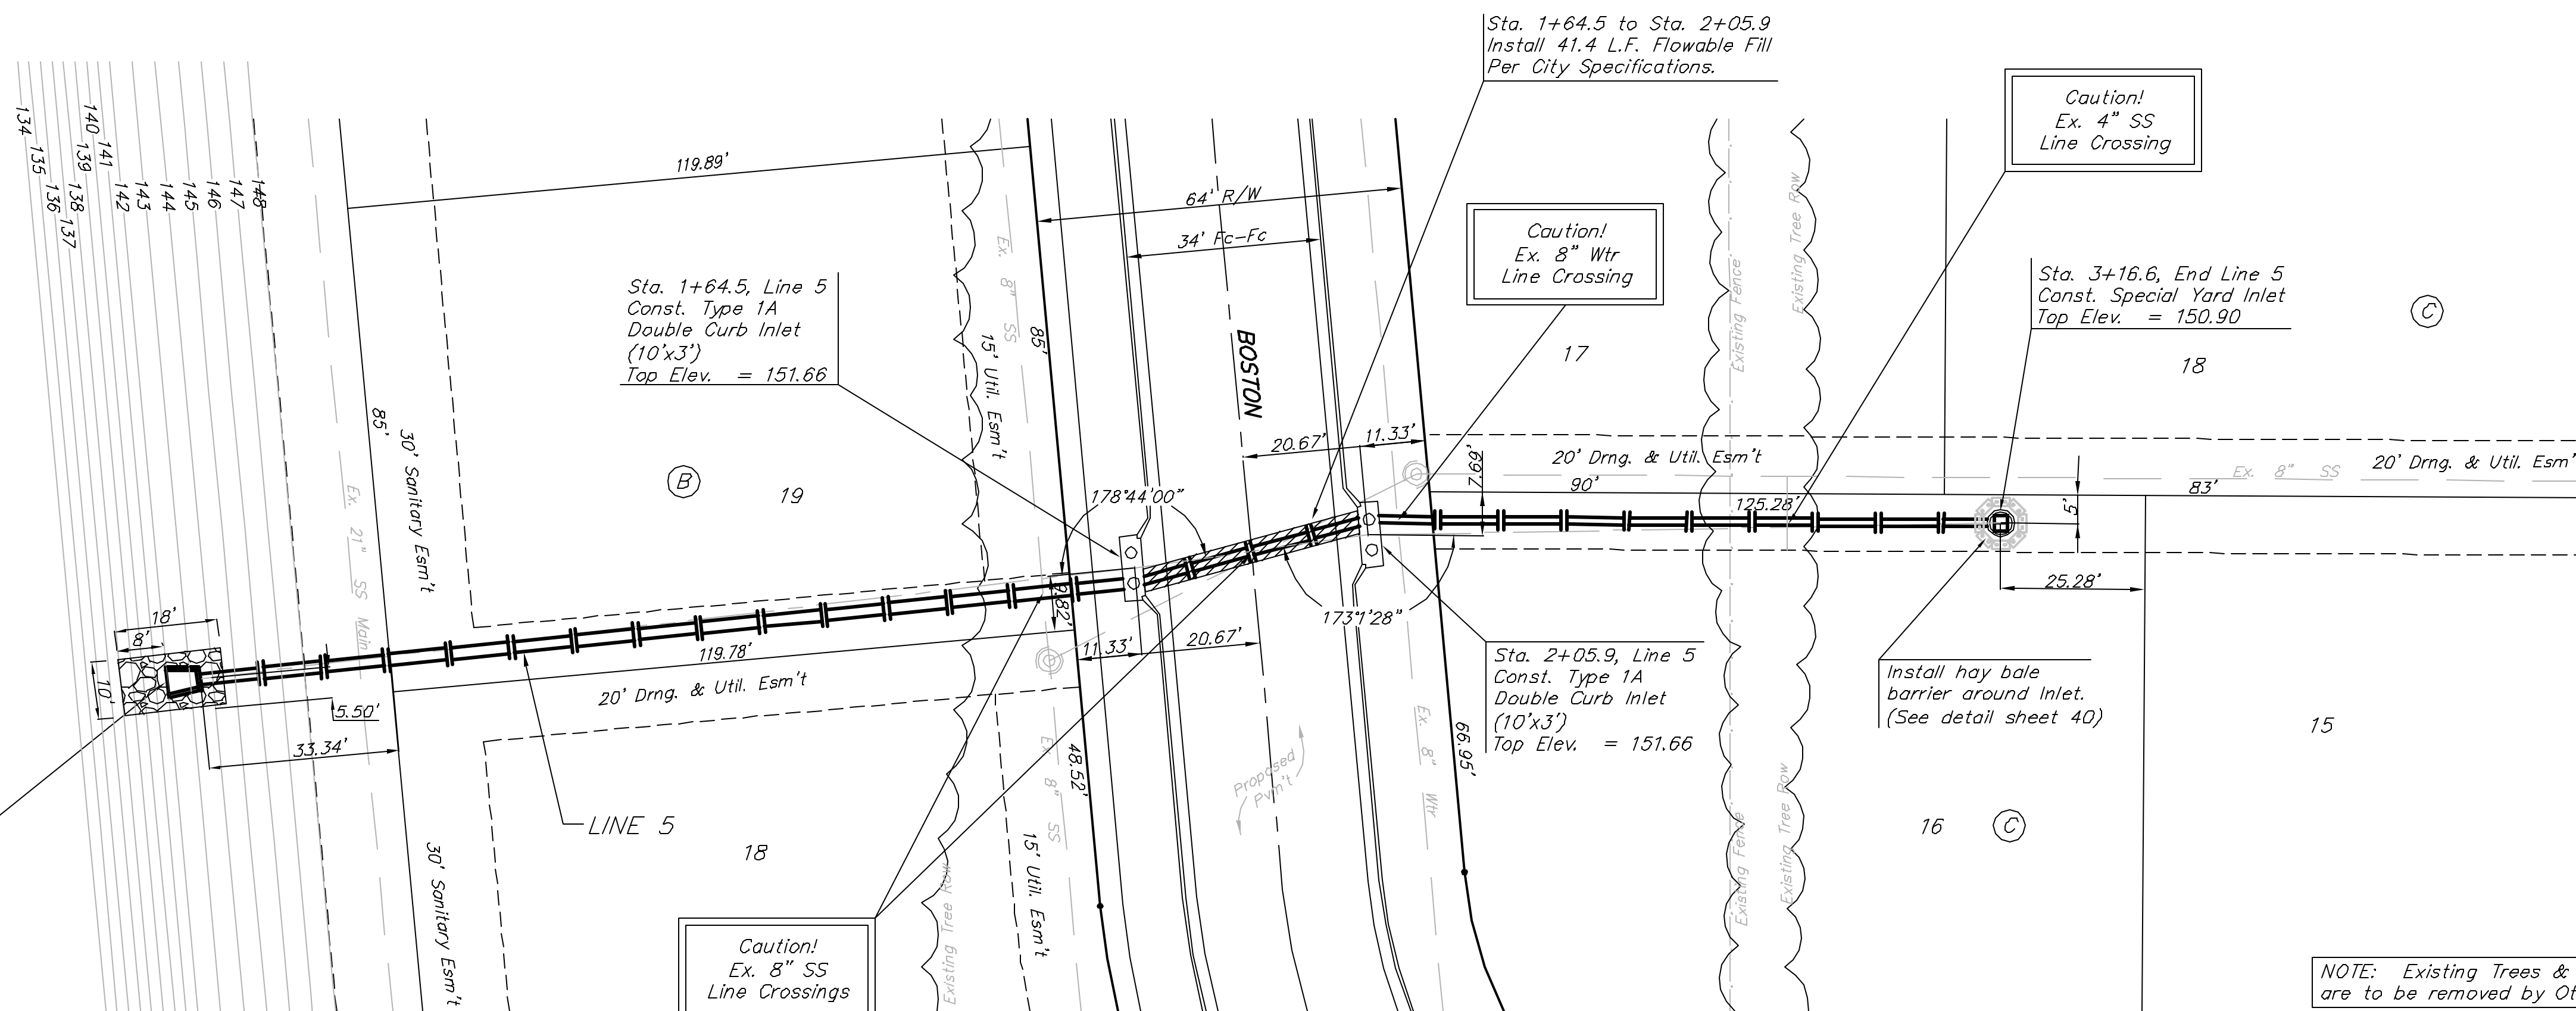 Sta. 1+64.5 to Sta. 2+05.9
Install 41.4 L.F. Flowable Fill
Per City Specifications.
Caution!
Ex. 4" SS
Line Crossing
134
135
136
137
138
139
140
141
142
143
144
145
146
147
148
119.89'
64' R/W
34' Fc-Fc
Caution!
Ex. 8" Wtr
Line Crossing
Sta. 1+64.5, Line 5
Const. Type 1A
Double Curb Inlet
(10'x3')
Top Elev. = 151.66
Sta. 3+16.6, End Line 5
Const. Special Yard Inlet
Top Elev. = 150.90
C
18
17
Ex. 8" SS
85'
15' Util. Esm't
BOSTON
Existing Fence
Existing Tree Row
85'
30' Sanitary Esm't
Ex. 21" SS Main
B
19
20.67'
11.33'
7.69'
20' Drng. & Util. Esm't
90'
125.28'
Ex. 8" SS
20' Drng. & Util. Esm'
83'
5'
25.28'
178°44'00"
173°1'28"
9.82'
11.33'
20.67'
119.78'
20' Drng. & Util. Esm't
18'
8'
10'
5.50'
33.34'
LINE 5
18
30' Sanitary Esm't
48.52'
Ex. 8" SS
15' Util. Esm't
Existing Tree Row
Proposed
Pvm't
Ex. 8" Wtr
66.95'
Sta. 2+05.9, Line 5
Const. Type 1A
Double Curb Inlet
(10'x3')
Top Elev. = 151.66
Existing Fence
Existing Tree Row
Install hay bale
barrier around Inlet.
(See detail sheet 40)
15
16
C
Caution!
Ex. 8" SS
Line Crossings
NOTE: Existing Trees &
are to be removed by Ot